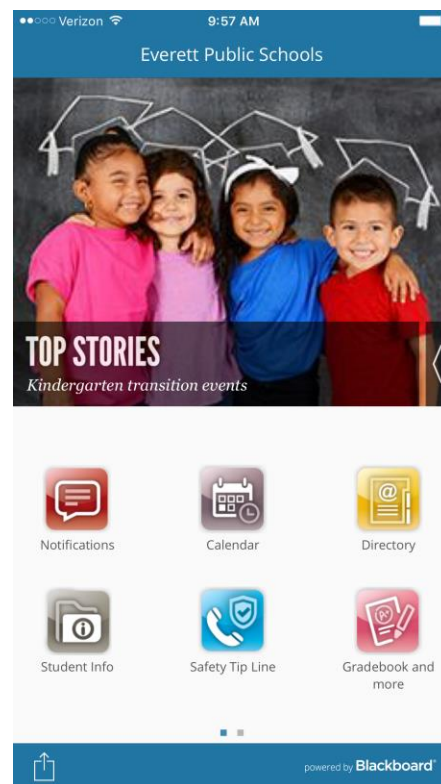 Verizon 9:57 AM
Everett Public Schools
TOP STORIES
Kindergarten transition events
Notifications Calendar Directory
@
i
A+
Student Info Safety Tip Line Gradebook and
more
powered by Blackboard